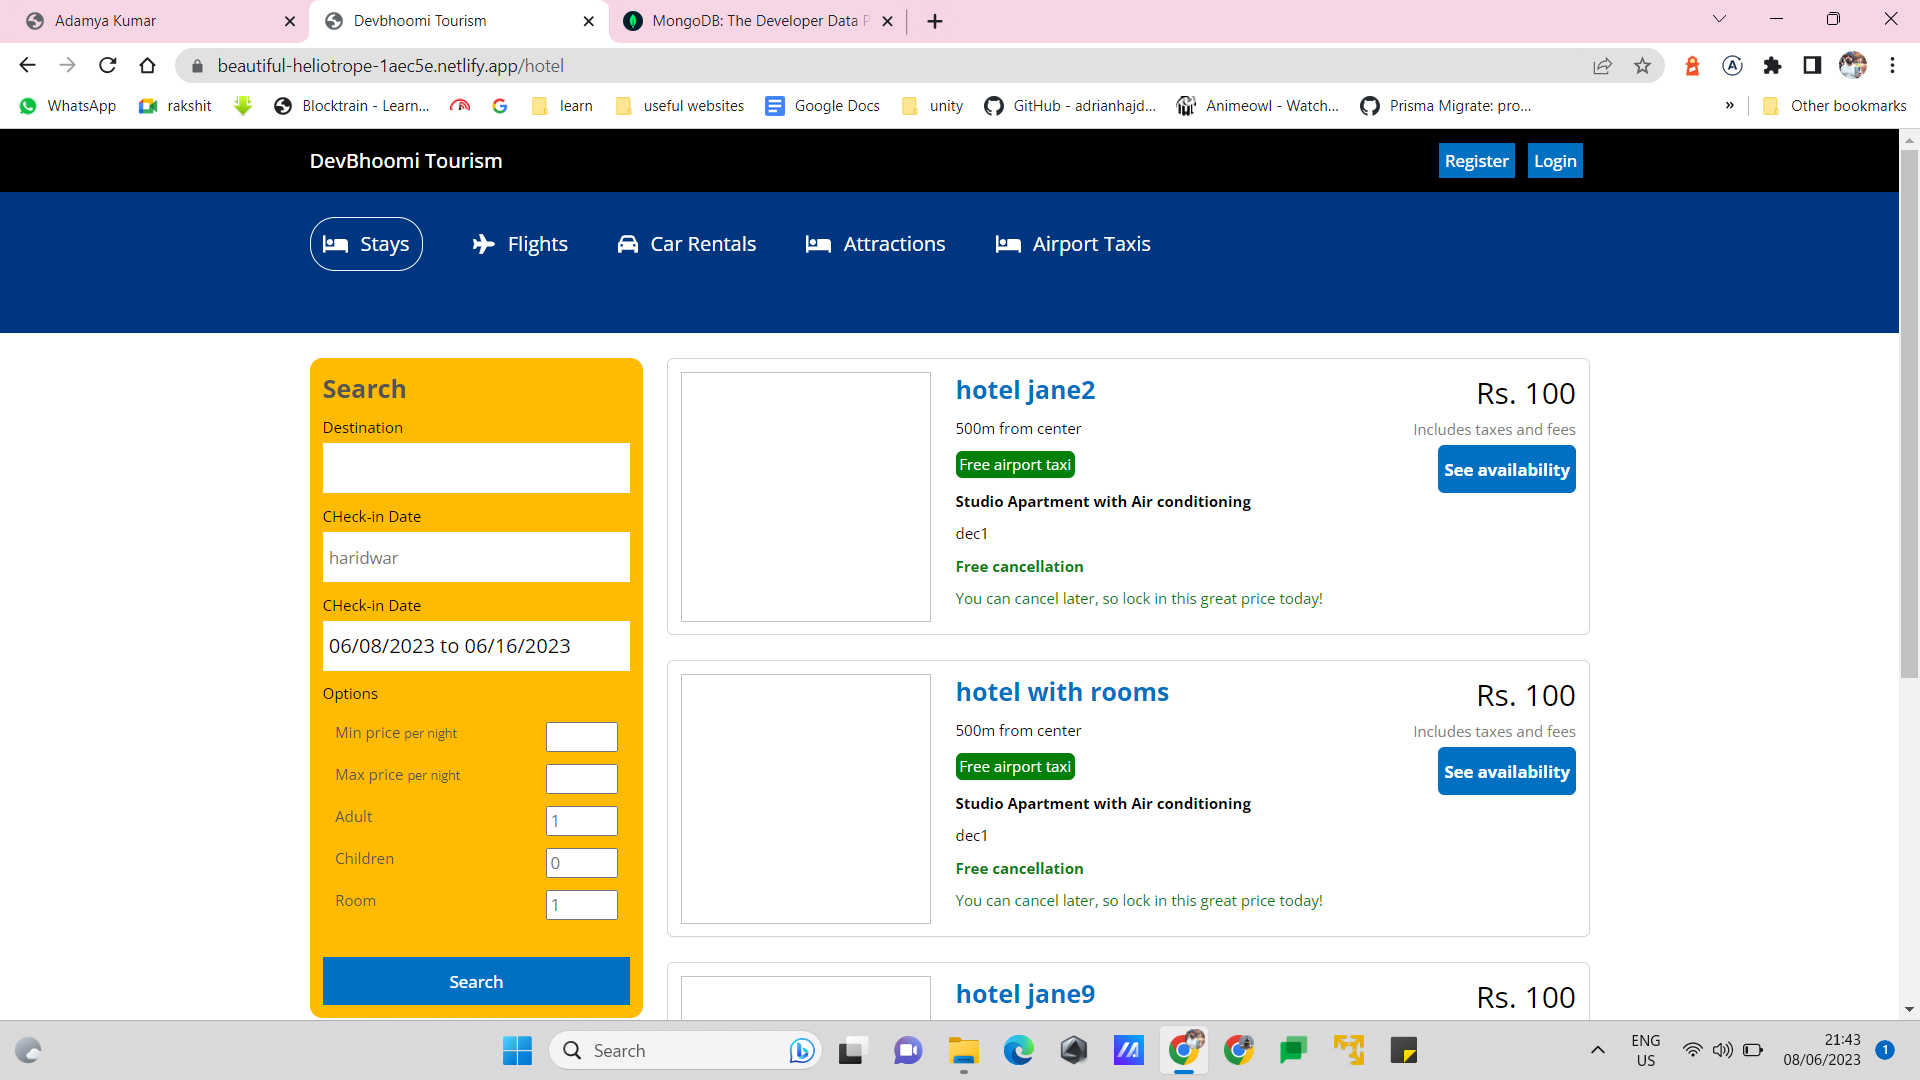 Adamya Kumar
Devbhoomi Tourism
MongoDB: The Developer Data P
beautiful-heliotrope-1aec5e.netlify.app/hotel
WhatsApp
rakshit
Blocktrain - Learn...
learn
useful websites
Google Docs
unity
GitHub - adrianhajd...
Animeowl - Watch...
Prisma Migrate: pro...
»
Other bookmarks
DevBhoomi Tourism
Register
Login
Stays
Flights
Car Rentals
Attractions
Airport Taxis
Search
Destination
CHeck-in Date
haridwar
CHeck-in Date
06/08/2023 to 06/16/2023
Options
Min price per night
Max price per night
Adult
1
Children
0
Room
1
Search
hotel jane2
500m from center
Free airport taxi
Studio Apartment with Air conditioning
dec1
Free cancellation
You can cancel later, so lock in this great price today!
Rs. 100
Includes taxes and fees
See availability
hotel with rooms
500m from center
Free airport taxi
Studio Apartment with Air conditioning
dec1
Free cancellation
You can cancel later, so lock in this great price today!
Rs. 100
Includes taxes and fees
See availability
hotel jane9
Rs. 100
Search
ENG
US
21:43
08/06/2023
1